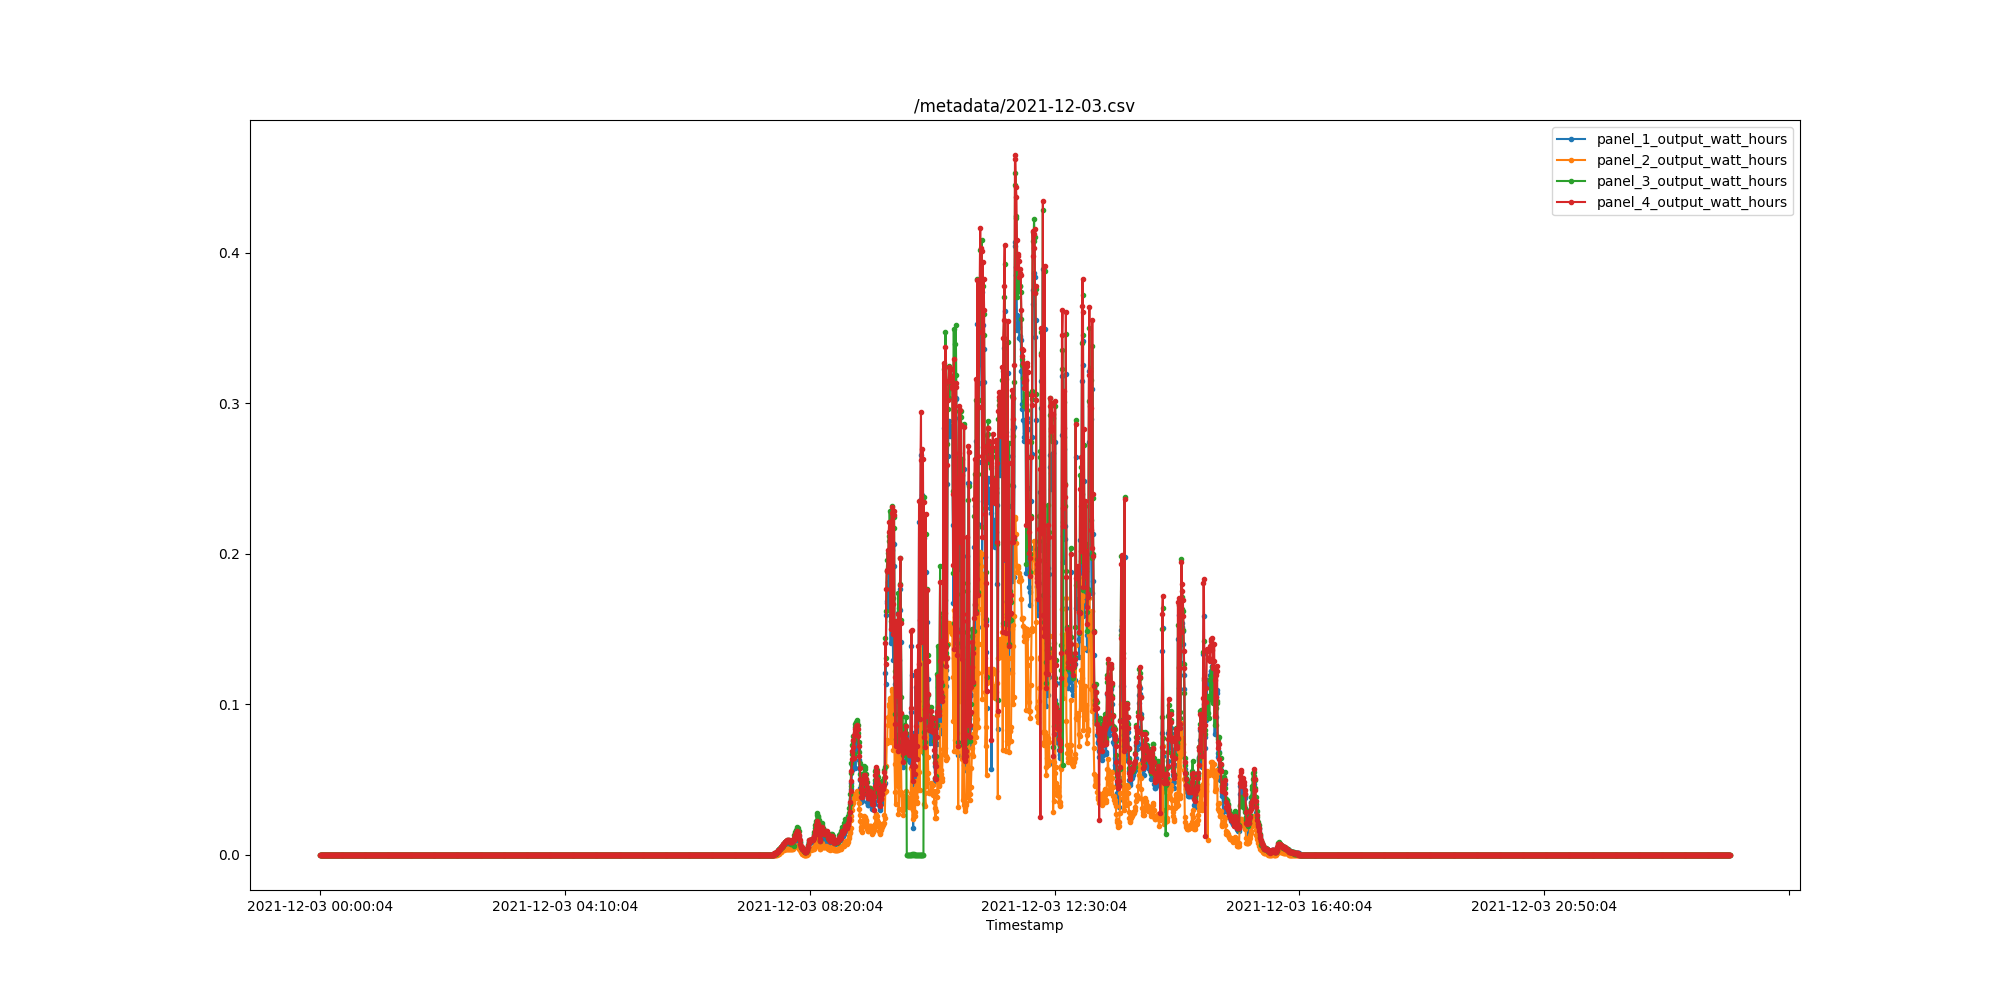 /metadata/2021-12-03.csv
panel_1_output_watt_hours
panel_2_output_watt_hours
panel_3_output_watt_hours
panel_4_output_watt_hours
0.4
0.3
0.2
0.1
0.0
2021-12-03 00:00:04 2021-12-03 04:10:04 2021-12-03 08:20:04 2021-12-03 12:30:04 2021-12-03 16:40:04 2021-12-03 20:50:04
Timestamp